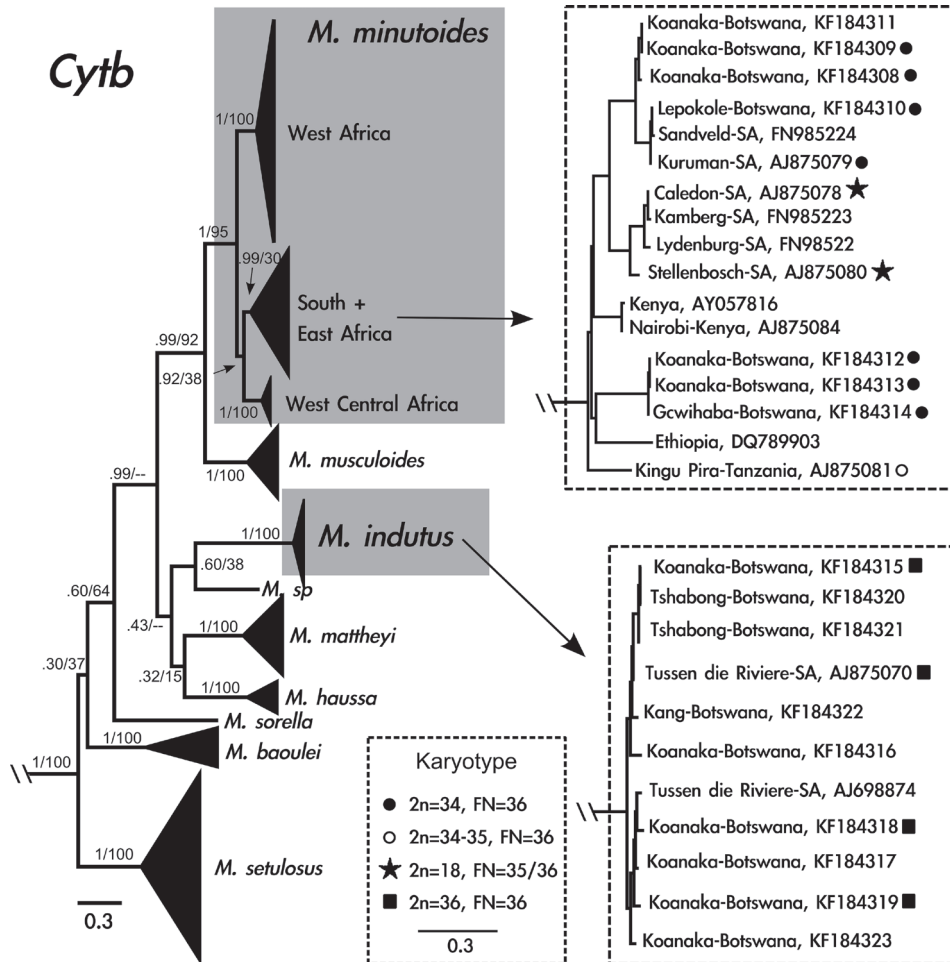 Cytb
M. minutoides
1/100
West Africa
1/95
.99/30
South +
East Africa
.99/92
.92/38
1/100
West Central Africa
1/100
M. musculoides
.99/--
1/100
M. indutus
.60/38
M. sp
.60/64
.43/--
1/100
M. mattheyi
.32/15
1/100
M. haussa
.30/37
M. sorella
1/100
M. baoulei
1/100
1/100
M. setulosus
0.3
Karyotype
2n=34, FN=36
2n=34-35, FN=36
2n=18, FN=35/36
2n=36, FN=36
0.3
Koanaka-Botswana, KF184311
Koanaka-Botswana, KF184309
Koanaka-Botswana, KF184308
Lepokole-Botswana, KF184310
Sandveld-SA, FN985224
Kuruman-SA, AJ875079
Caledon-SA, AJ875078
Kamberg-SA, FN985223
Lydenburg-SA, FN98522
Stellenbosch-SA, AJ875080
Kenya, AY057816
Nairobi-Kenya, AJ875084
Koanaka-Botswana, KF184312
Koanaka-Botswana, KF184313
Gcwihaba-Botswana, KF184314
Ethiopia, DQ789903
Kingu Pira-Tanzania, AJ875081
Koanaka-Botswana, KF184315
Tshabong-Botswana, KF184320
Tshabong-Botswana, KF184321
Tussen die Riviere-SA, AJ875070
Kang-Botswana, KF184322
Koanaka-Botswana, KF184316
Tussen die Riviere-SA, AJ698874
Koanaka-Botswana, KF184318
Koanaka-Botswana, KF184317
Koanaka-Botswana, KF184319
Koanaka-Botswana, KF184323